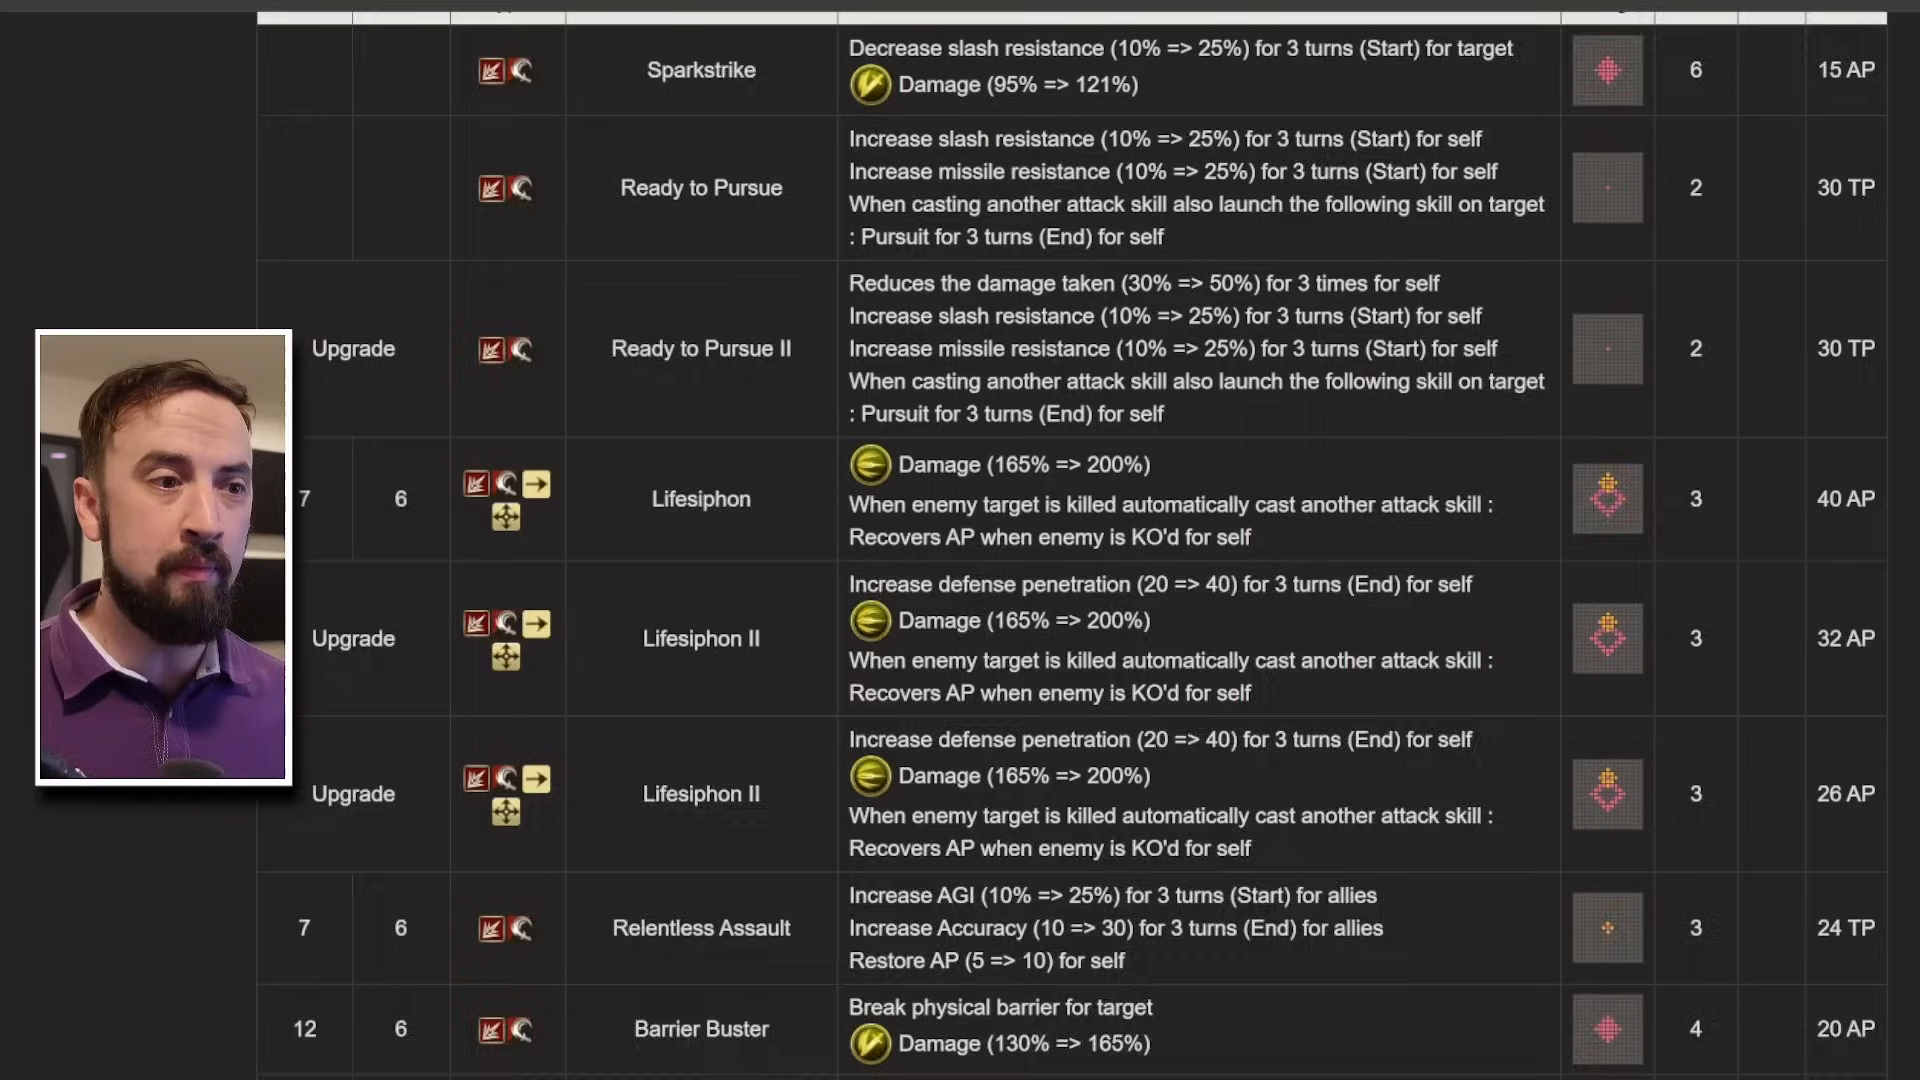 Sparkstrike
Decrease slash resistance (10% => 25%) for 3 turns (Start) for target
Damage (95% => 121%)
6
15 AP
Ready to Pursue
Increase slash resistance (10% => 25%) for 3 turns (Start) for self
Increase missile resistance (10% => 25%) for 3 turns (Start) for self
When casting another attack skill also launch the following skill on target
: Pursuit for 3 turns (End) for self
2
30 TP
Upgrade
Ready to Pursue II
Reduces the damage taken (30% => 50%) for 3 times for self
Increase slash resistance (10% => 25%) for 3 turns (Start) for self
Increase missile resistance (10% => 25%) for 3 turns (Start) for self
When casting another attack skill also launch the following skill on target
: Pursuit for 3 turns (End) for self
2
30 TP
7
6
Lifesiphon
Damage (165% => 200%)
When enemy target is killed automatically cast another attack skill :
Recovers AP when enemy is KO'd for self
3
40 AP
Upgrade
Lifesiphon II
Increase defense penetration (20 => 40) for 3 turns (End) for self
Damage (165% => 200%)
When enemy target is killed automatically cast another attack skill :
Recovers AP when enemy is KO'd for self
3
32 AP
Upgrade
Lifesiphon II
Increase defense penetration (20 => 40) for 3 turns (End) for self
Damage (165% => 200%)
When enemy target is killed automatically cast another attack skill :
Recovers AP when enemy is KO'd for self
3
26 AP
7
6
Relentless Assault
Increase AGI (10% => 25%) for 3 turns (Start) for allies
Increase Accuracy (10 => 30) for 3 turns (End) for allies
Restore AP (5 => 10) for self
3
24 TP
12
6
Barrier Buster
Break physical barrier for target
Damage (130% => 165%)
4
20 AP